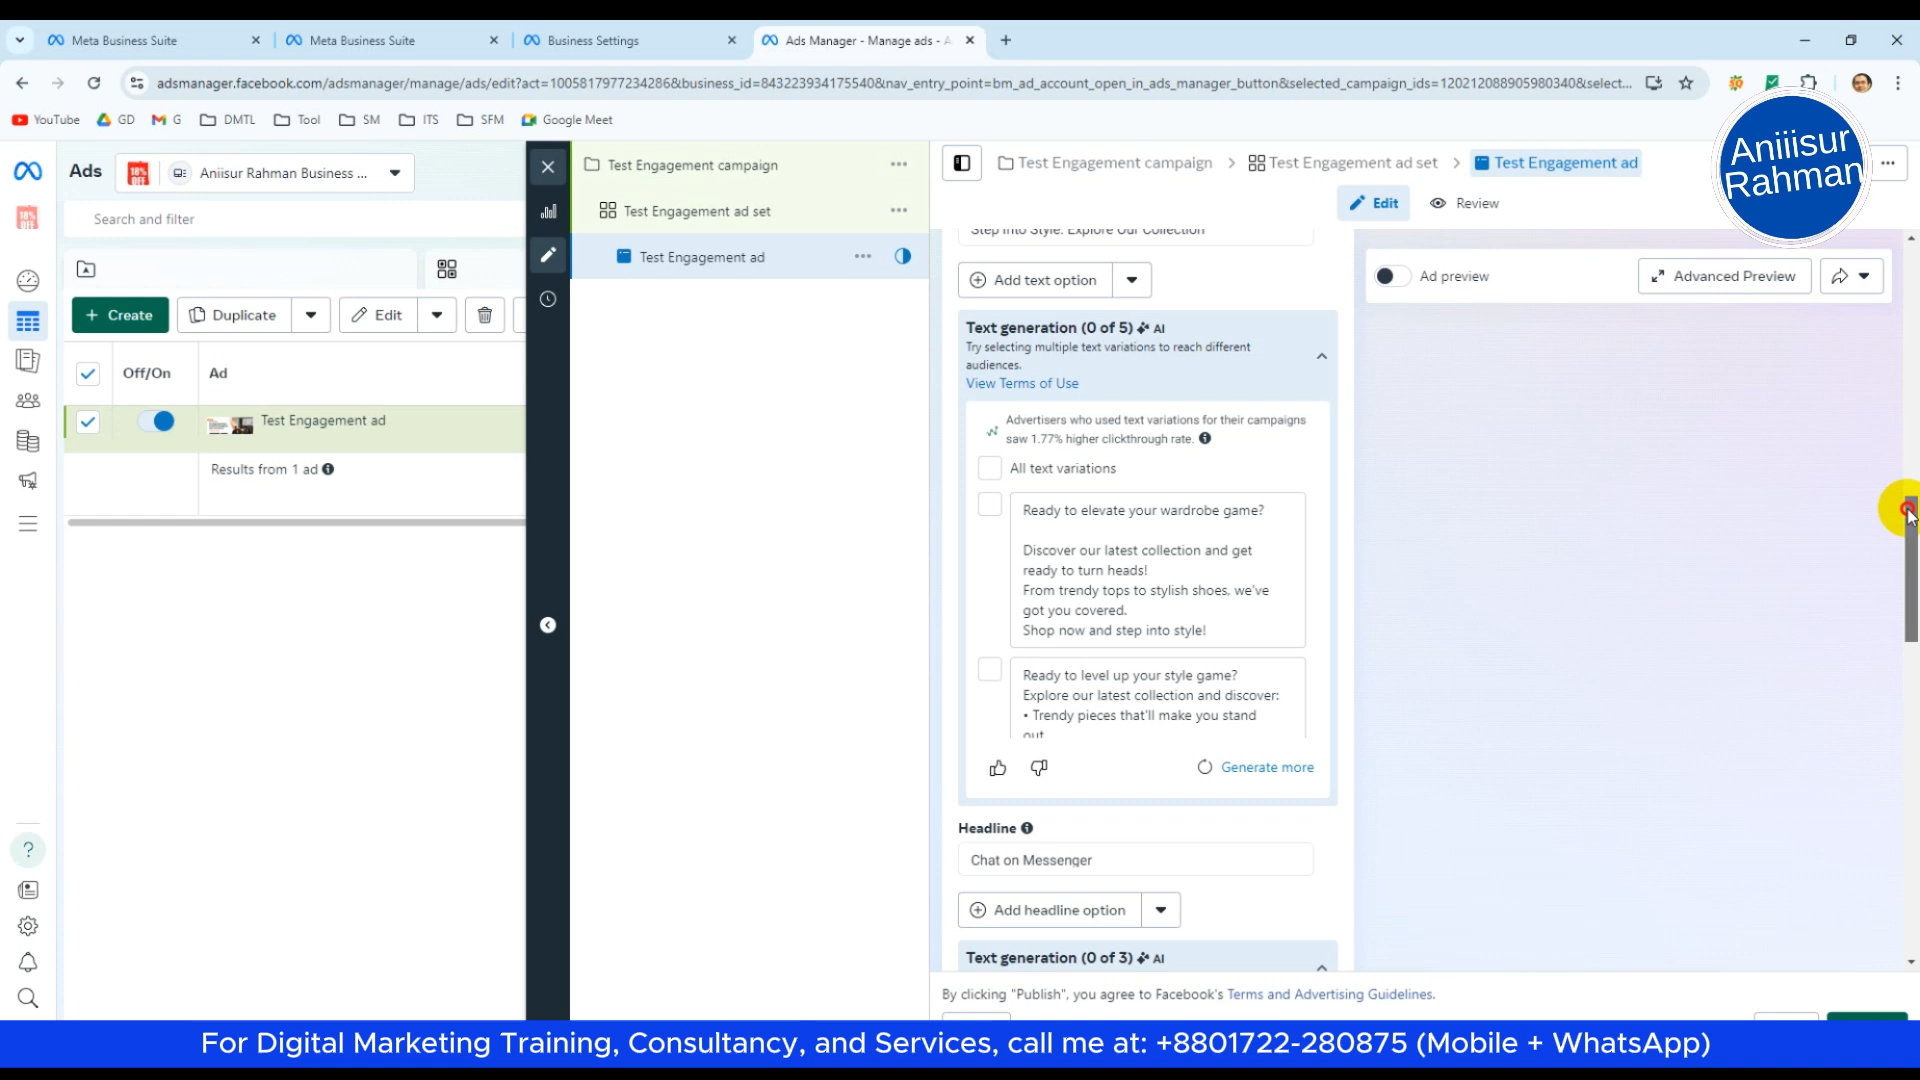 Meta Business Suite
Meta Business Suite
Business Settings
Ads Manager - Manage ads - A
adsmanager.facebook.com/adsmanager/manage/ads/edit?act=1005817977234286&business_id=843223934175540&nav_entry_point=bm_ad_account_open_in_ads_manager_button&selected_campaign_ids=120212088905980340&select...
YouTube GD G DMTL Tool SM ITS SFM Google Meet
Aniiisur
Rahman
Ads
Aniisur Rahman Business ...
Search and filter
Create
Duplicate
Edit
Off/On
Ad
Test Engagement ad
Results from 1 ad
Test Engagement campaign
Test Engagement ad set
Test Engagement ad
Test Engagement campaign
Test Engagement ad set
Test Engagement ad
Edit
Review
Step Into Style: Explore Our Collection
Add text option
Text generation (0 of 5) AI
Try selecting multiple text variations to reach different
audiences.
View Terms of Use
Advertisers who used text variations for their campaigns
saw 1.77% higher clickthrough rate.
All text variations
Ready to elevate your wardrobe game?
Discover our latest collection and get
ready to turn heads!
From trendy tops to stylish shoes, we've
got you covered.
Shop now and step into style!
Ready to level up your style game?
Explore our latest collection and discover:
• Trendy pieces that'll make you stand
out
Generate more
Headline
Chat on Messenger
Add headline option
Text generation (0 of 3) AI
Ad preview
Advanced Preview
By clicking "Publish", you agree to Facebook's Terms and Advertising Guidelines.
For Digital Marketing Training, Consultancy, and Services, call me at: +8801722-280875 (Mobile + WhatsApp)